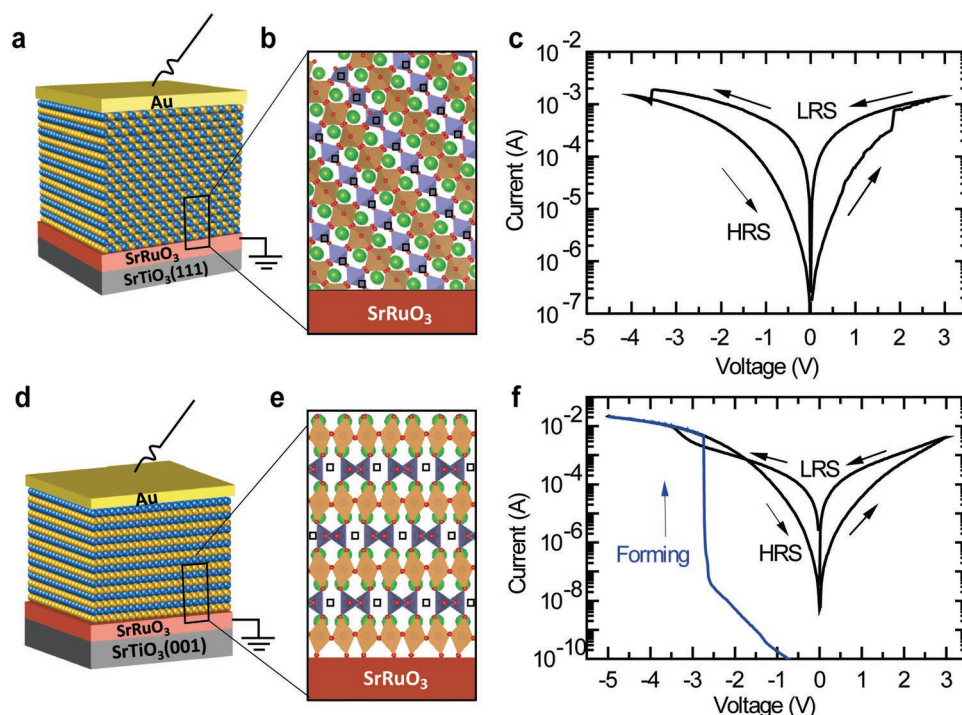 a
Au
SrRuO3
SrTiO3(111)
b
SrRuO3
c
10-2
10-3
10-4
10-5
10-6
10-7
Current (A)
LRS
HRS
-5 -4 -3 -2 -1 0 1 2 3
Voltage (V)
d
Au
SrRuO3
SrTiO3(001)
e
SrRuO3
f
10-2
10-4
10-6
10-8
10-10
Current (A)
LRS
HRS
Forming
-5 -4 -3 -2 -1 0 1 2 3
Voltage (V)